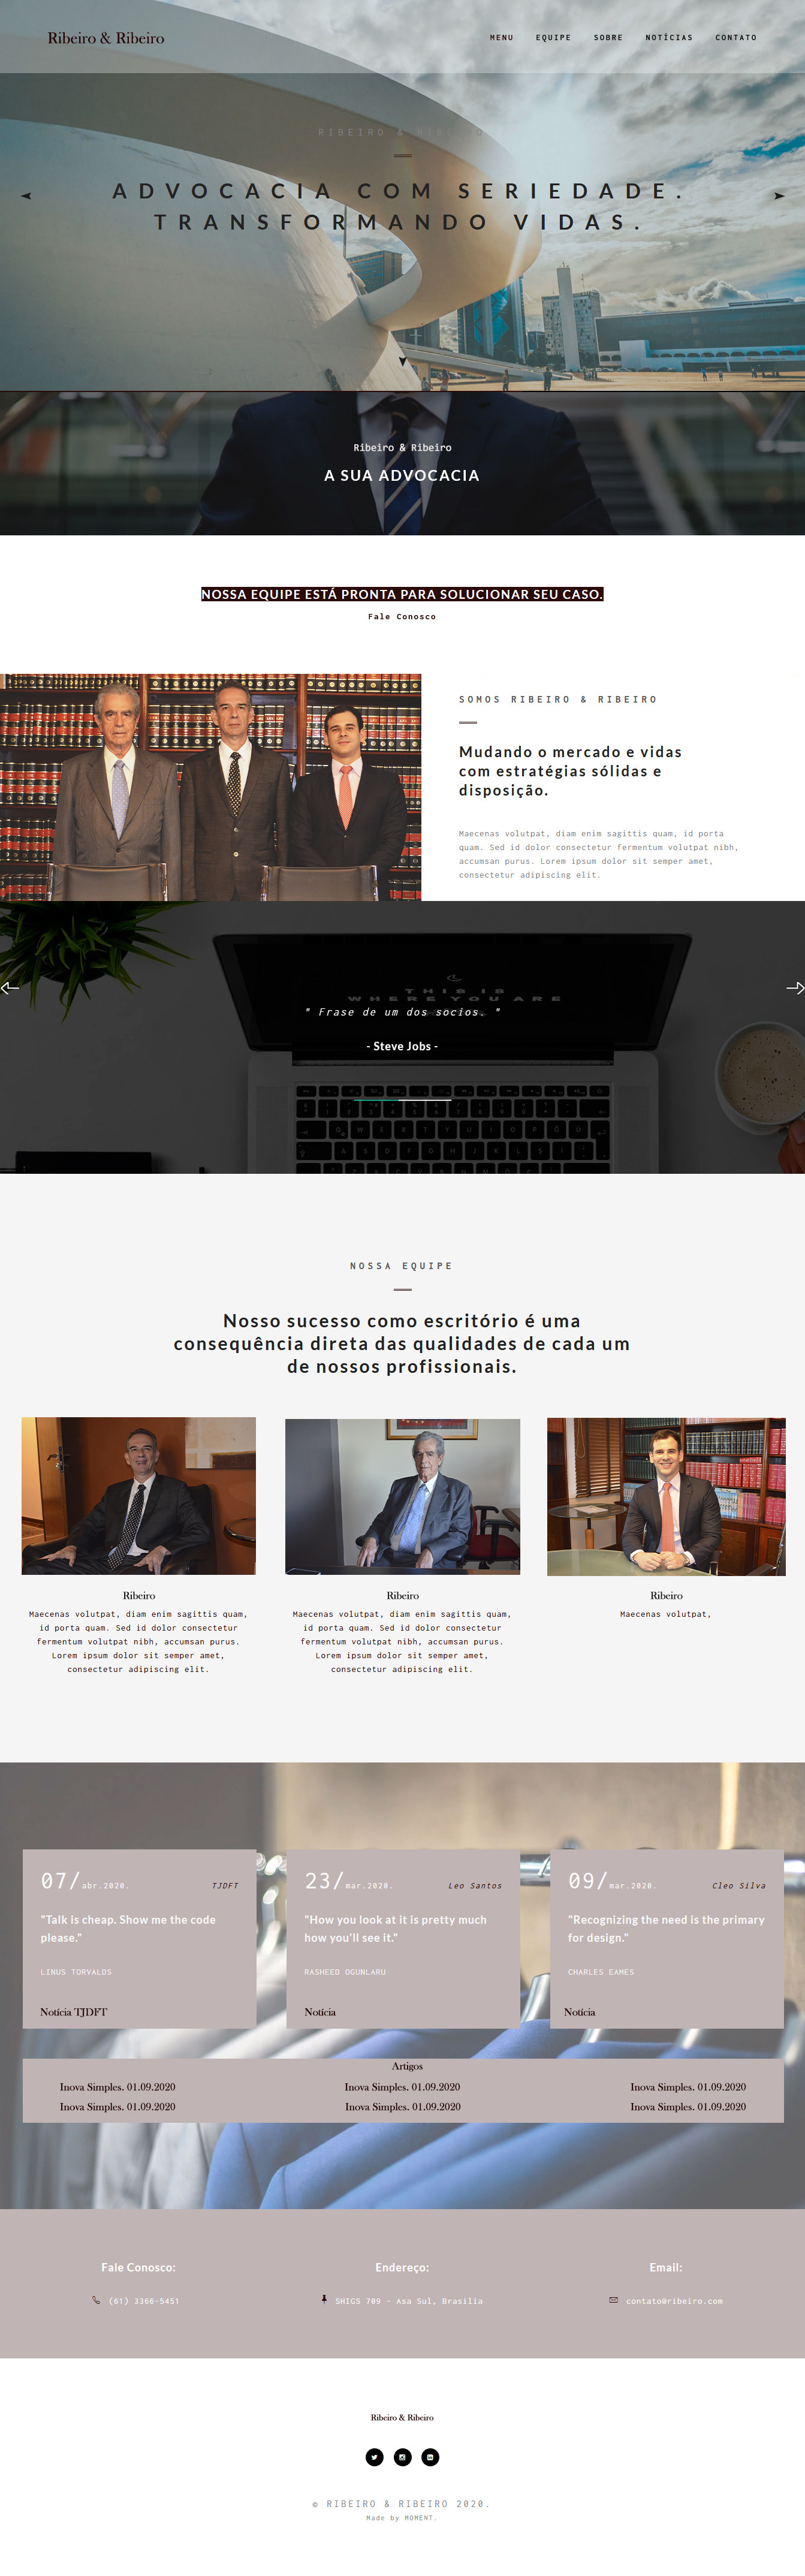 Ribeiro & Ribeiro
MENU EQUIPE SOBRE NOTÍCIAS CONTATO
RIBEIRO & RIBEIRO
ADVOCACIA COM SERIEDADE.
TRANSFORMANDO VIDAS.
Ribeiro & Ribeiro
A SUA ADVOCACIA
NOSSA EQUIPE ESTÁ PRONTA PARA SOLUCIONAR SEU CASO.
Fale Conosco
SOMOS RIBEIRO & RIBEIRO
Mudando o mercado e vidas
com estratégias sólidas e
disposição.
Maecenas volutpat, diam enim sagittis quam, id porta
quam. Sed id dolor consectetur fermentum volutpat nibh,
accumsan purus. Lorem ipsum dolor sit semper amet,
consectetur adipiscing elit.
THIS IS
WHERE YOU ARE
" Frase de um dos socios. "
- Steve Jobs -
NOSSA EQUIPE
Nosso sucesso como escritório é uma
consequência direta das qualidades de cada um
de nossos profissionais.
Ribeiro
Maecenas volutpat, diam enim sagittis quam,
id porta quam. Sed id dolor consectetur
fermentum volutpat nibh, accumsan purus.
Lorem ipsum dolor sit semper amet,
consectetur adipiscing elit.
Ribeiro
Maecenas volutpat, diam enim sagittis quam,
id porta quam. Sed id dolor consectetur
fermentum volutpat nibh, accumsan purus.
Lorem ipsum dolor sit semper amet,
consectetur adipiscing elit.
Ribeiro
Maecenas volutpat,
07/abr.2020. TJDFT
"Talk is cheap. Show me the code
please."
LINUS TORVALDS
Notícia TJDFT
23/mar.2020. Leo Santos
"How you look at it is pretty much
how you'll see it."
RASHEED OGUNLARU
Notícia
09/mar.2020. Cleo Silva
"Recognizing the need is the primary
for design."
CHARLES EAMES
Notícia
Artigos
Inova Simples. 01.09.2020 Inova Simples. 01.09.2020 Inova Simples. 01.09.2020
Inova Simples. 01.09.2020 Inova Simples. 01.09.2020 Inova Simples. 01.09.2020
Fale Conosco: Endereço: Email:
(61) 3366-5451 SHIGS 709 - Asa Sul, Brasília contato@ribeiro.com
Ribeiro & Ribeiro
© RIBEIRO & RIBEIRO 2020.
Made by MOMENT.